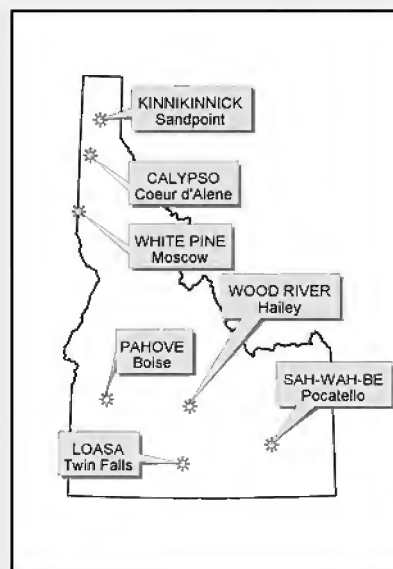 KINNIKINNICK
Sandpoint
CALYPSO
Coeur d'Alene
WHITE PINE
Moscow
WOOD RIVER
Hailey
PAHOVE
Boise
SAH-WAH-BE
Pocatello
LOASA
Twin Falls